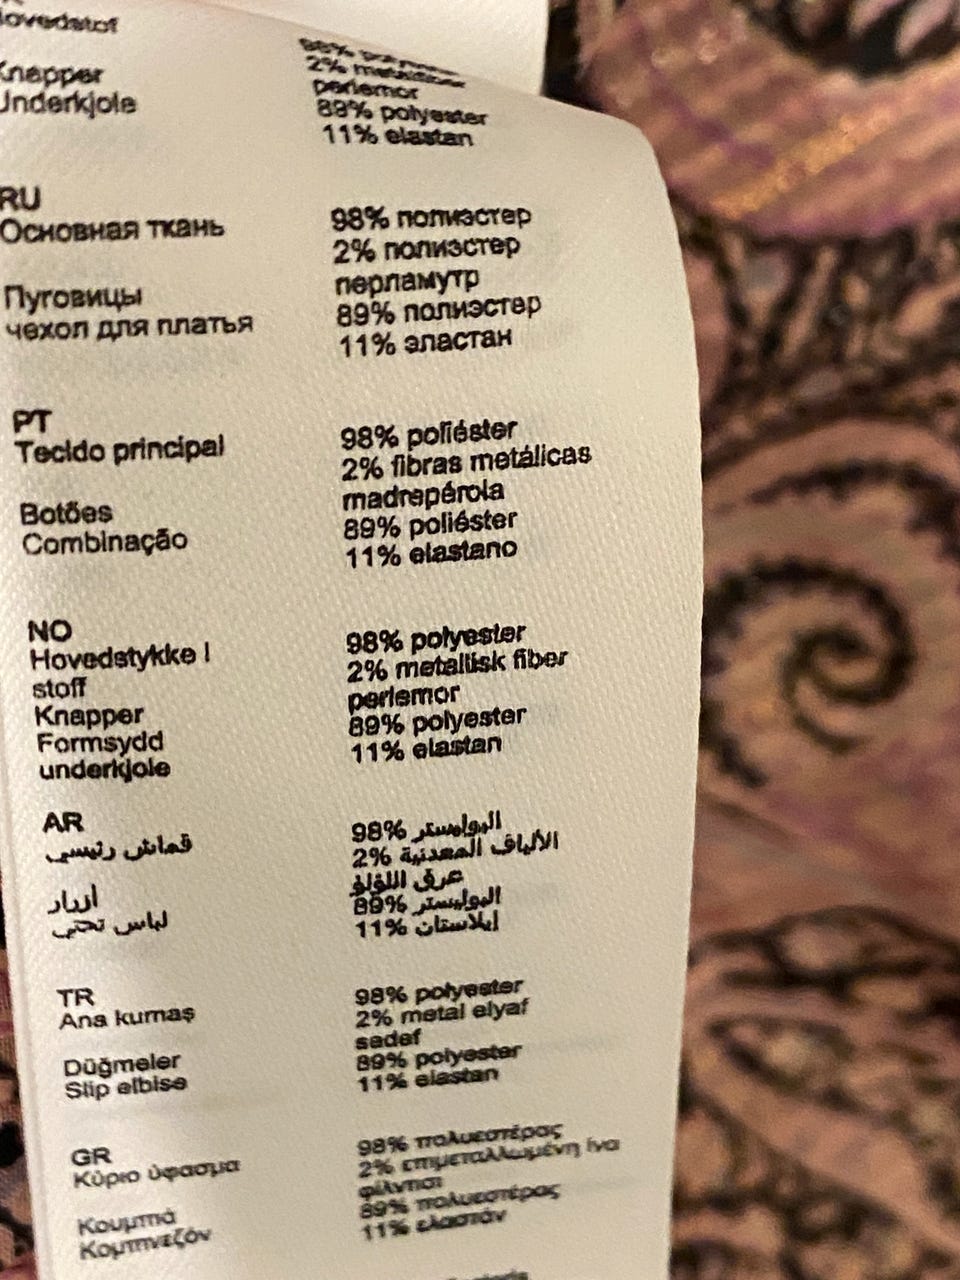 Hovedstof
98%
2% metalfiber
Knapper perlemor
Underkjole 89% polyester
11% elastan
RU
Основная ткань 98% полиэстер
2% полиэстер
Пуговицы перламутр
чехол для платья 89% полиэстер
11% эластан
PT
Tecido principal 98% poliéster
2% fibras metálicas
Botões madrepérola
Combinação 89% poliéster
11% elastano
NO
Hovedstykke I 98% polyester
stoff 2% metallisk fiber
Knapper perlemor
Formsydd 89% polyester
underkjole 11% elastan
AR
قماش رئيسي 98% البوليستر
2% الألياف المعدنية
أزرار عرق اللؤلؤ
لباس تحتي 89% البوليستر
11% إيلاستان
TR
Ana kumaş 98% polyester
2% metal elyaf
Düğmeler sedef
Slip elbise 89% polyester
11% elastan
GR
Κύριο ύφασμα 98% πολυεστέρας
2% επιμεταλλωμένη ίνα
Κουμπιά φίλντισι
Κομπινεζόν 89% πολυεστέρας
11% ελαστάν